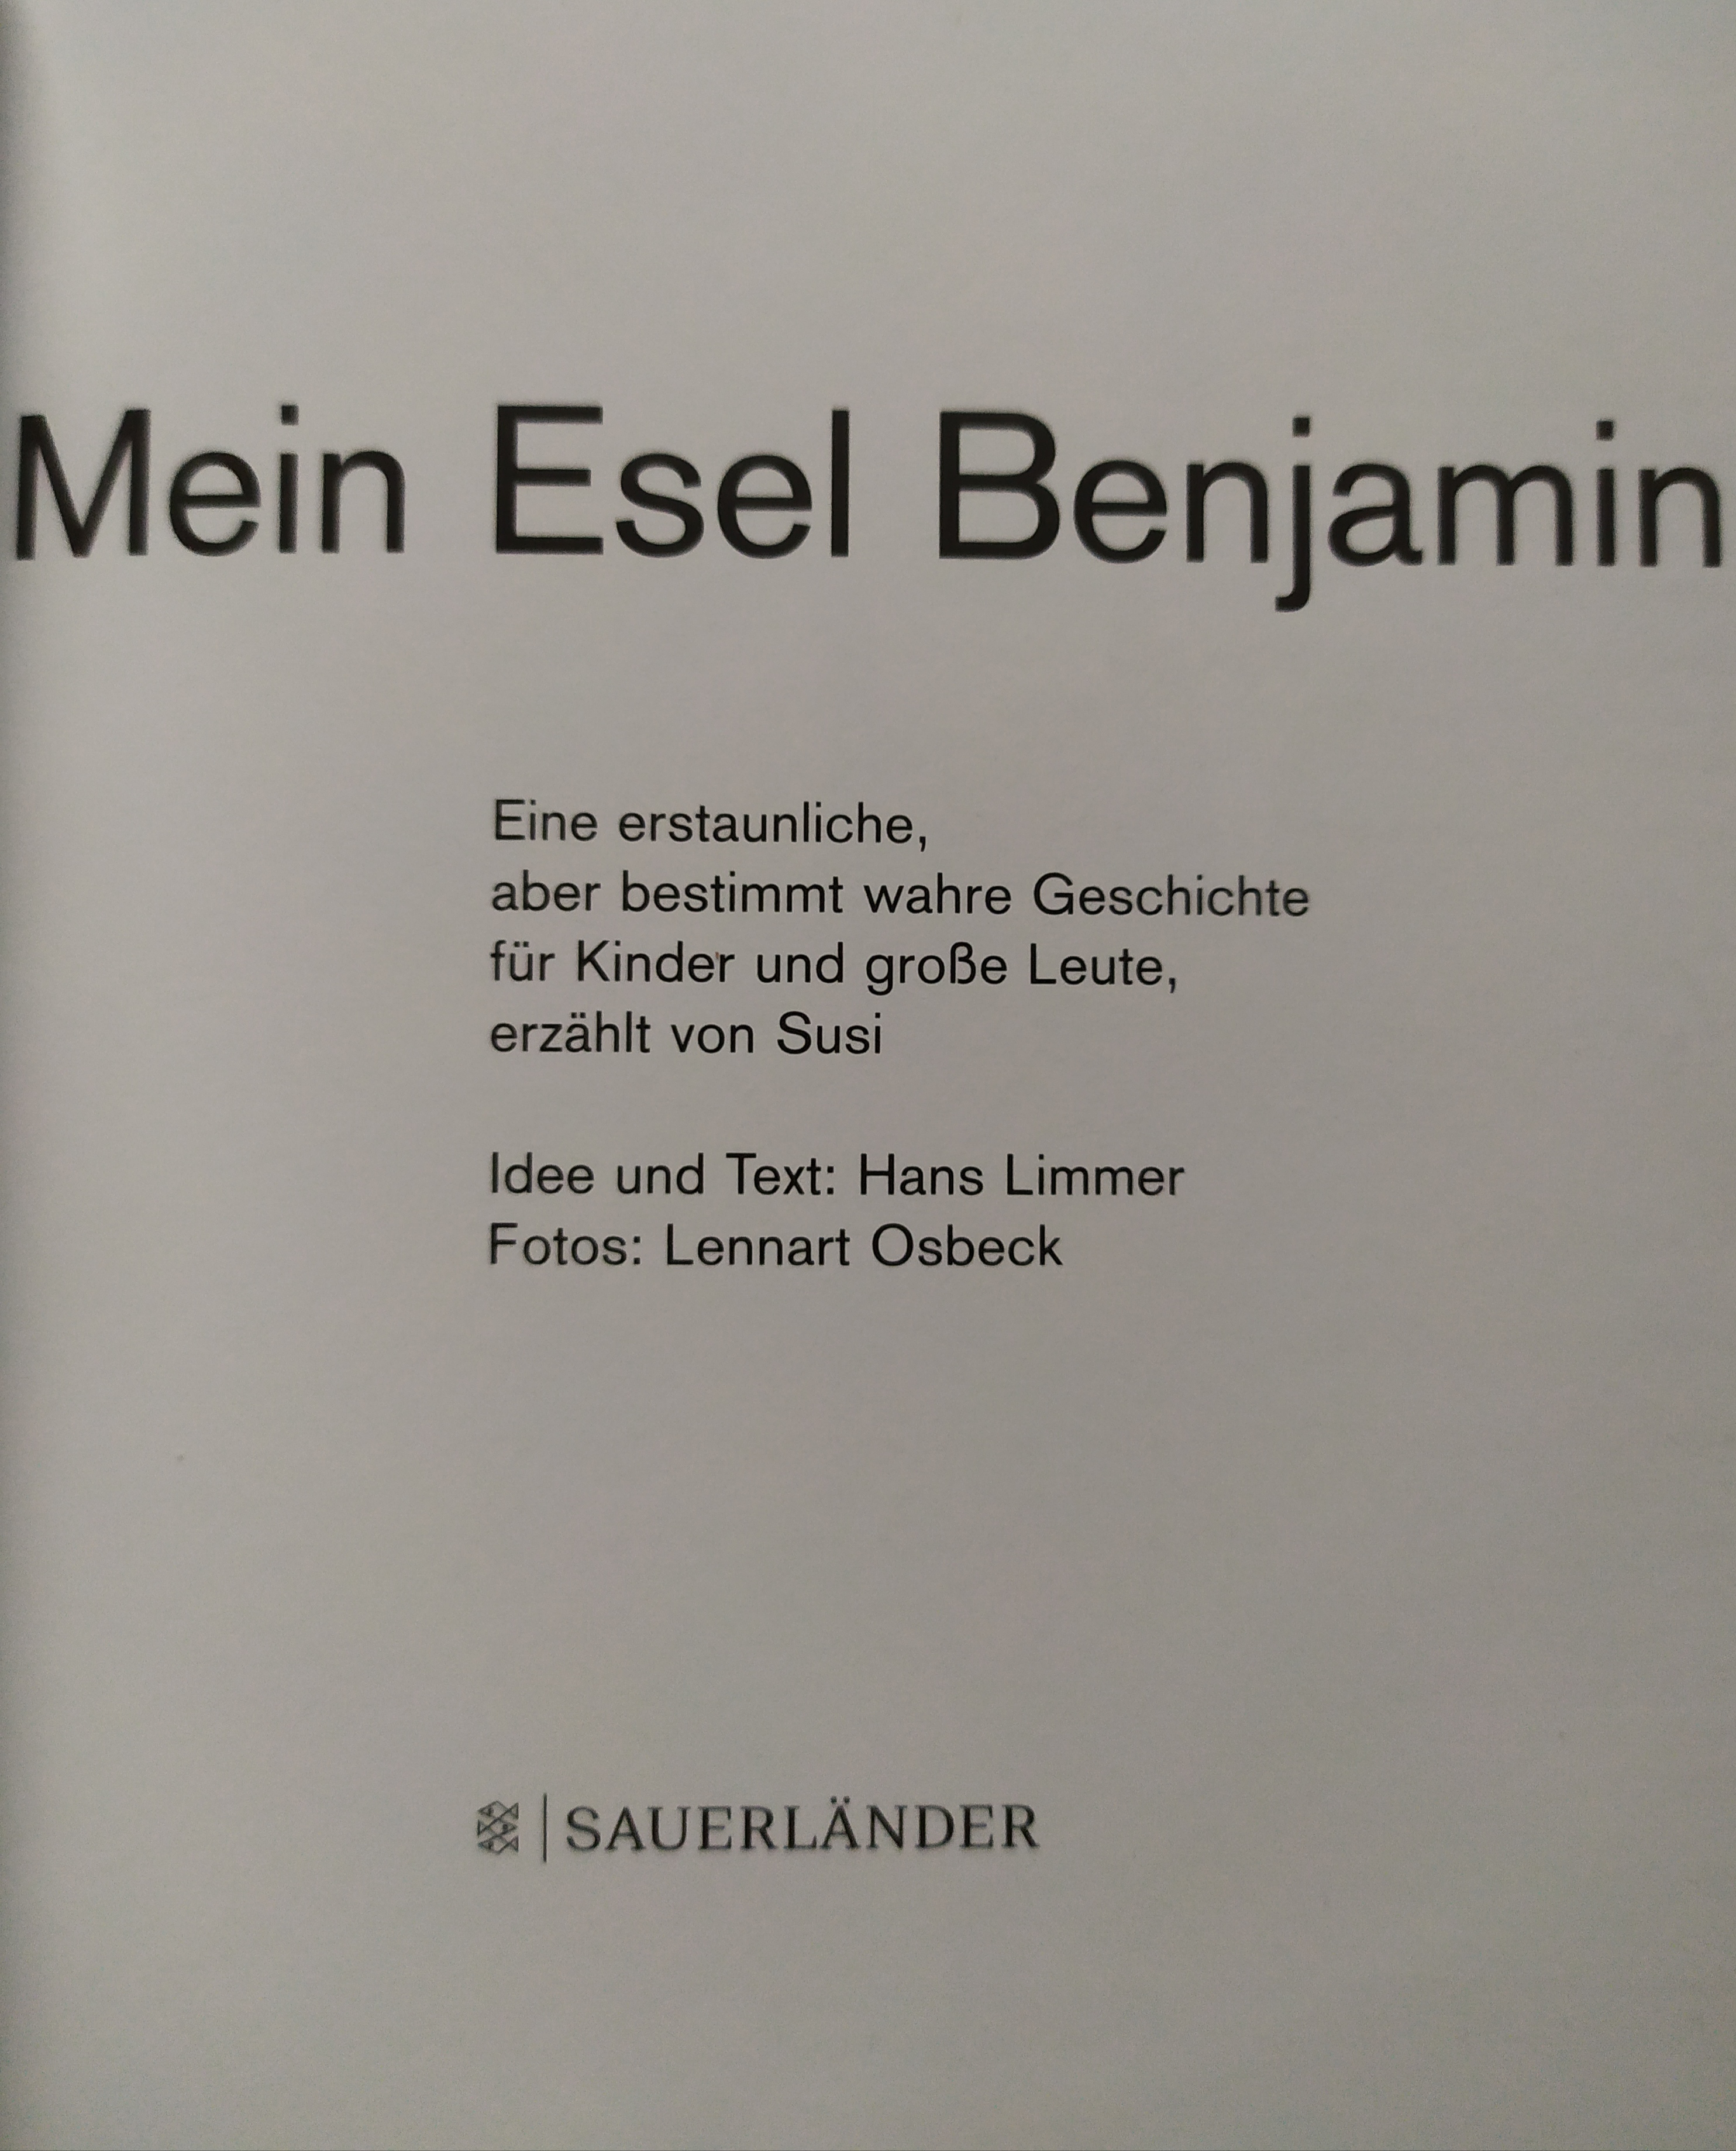 Mein Esel Benjamin
Eine erstaunliche,
aber bestimmt wahre Geschichte
für Kinder und große Leute,
erzählt von Susi
Idee und Text: Hans Limmer
Fotos: Lennart Osbeck
SAUERLÄNDER